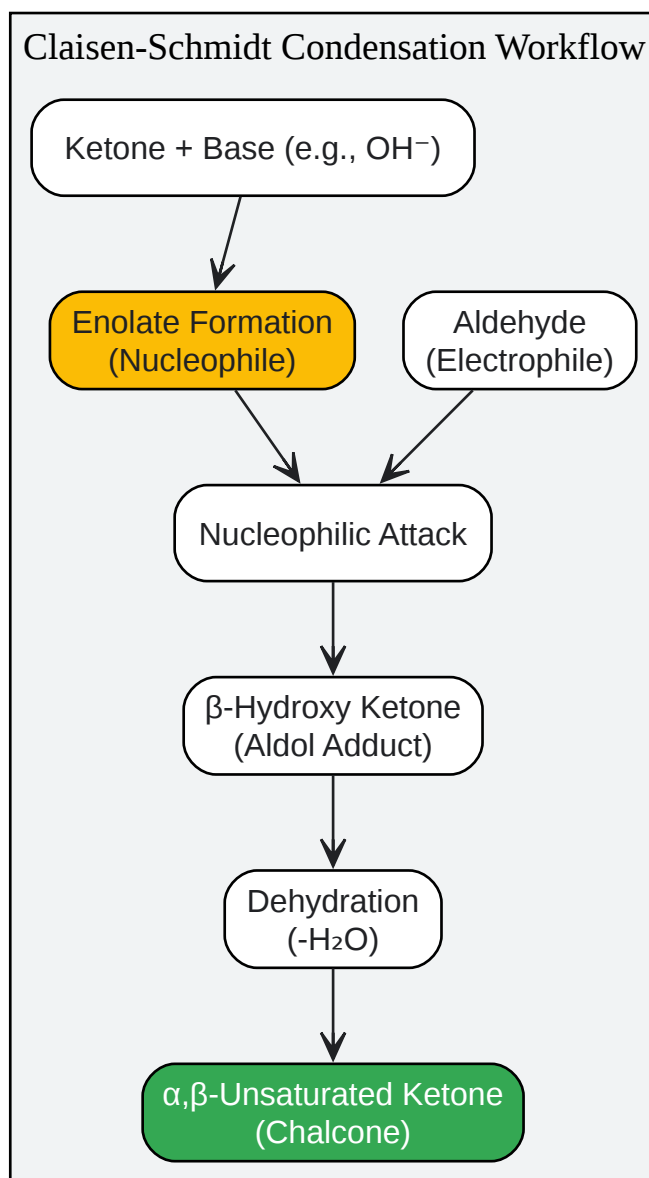 Claisen-Schmidt Condensation Workflow
Ketone + Base (e.g., OH⁻)
Enolate Formation
(Nucleophile)
Aldehyde
(Electrophile)
Nucleophilic Attack
β-Hydroxy Ketone
(Aldol Adduct)
Dehydration
(-H₂O)
α,β-Unsaturated Ketone
(Chalcone)